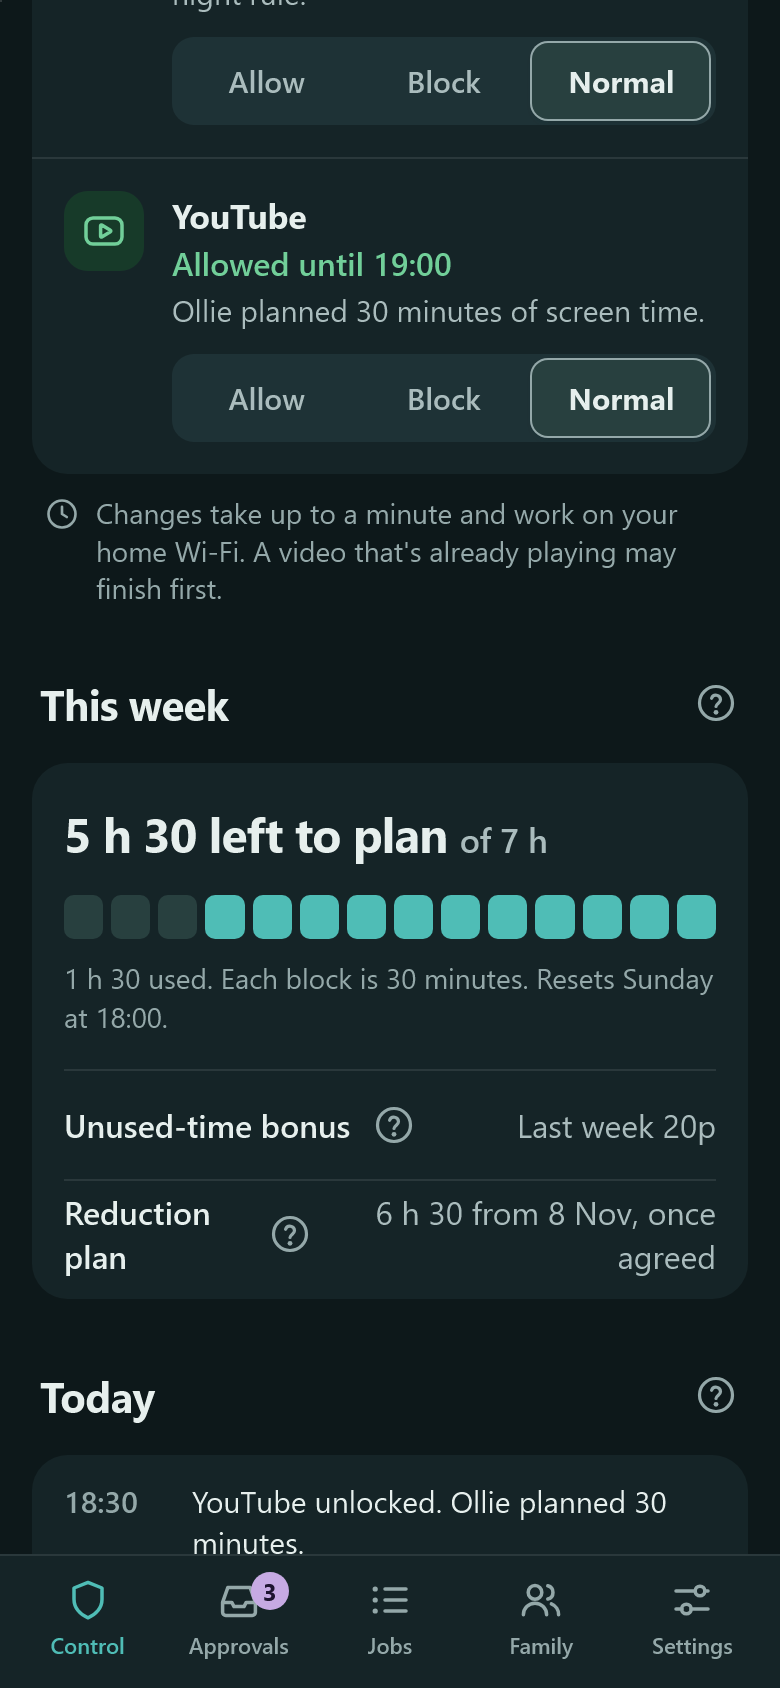 night rule.
Allow Block Normal
YouTube
Allowed until 19:00
Ollie planned 30 minutes of screen time.
Allow Block Normal
Changes take up to a minute and work on your
home Wi-Fi. A video that's already playing may
finish first.
This week
5 h 30 left to plan of 7 h
1 h 30 used. Each block is 30 minutes. Resets Sunday
at 18:00.
Unused-time bonus Last week 20p
Reduction plan 6 h 30 from 8 Nov, once agreed
Today
18:30 YouTube unlocked. Ollie planned 30
minutes.
3
Control Approvals Jobs Family Settings